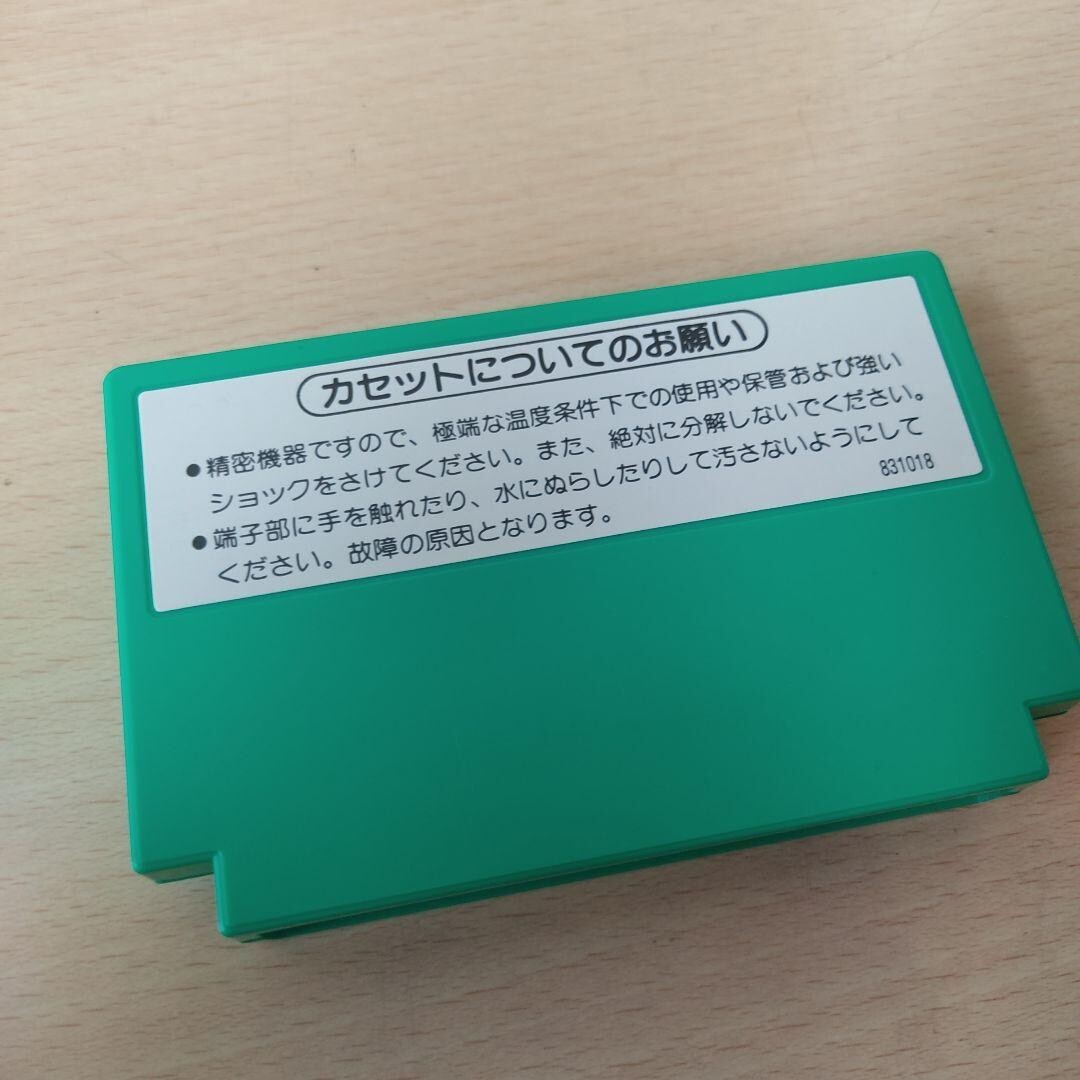 カセットについてのお願い
●精密機器ですので、極端な温度条件下での使用や保管および強い
ショックをさけてください。また、絶対に分解しないでください。
●端子部に手を触れたり、水にぬらしたりして汚さないようにして
ください。故障の原因となります。
831018